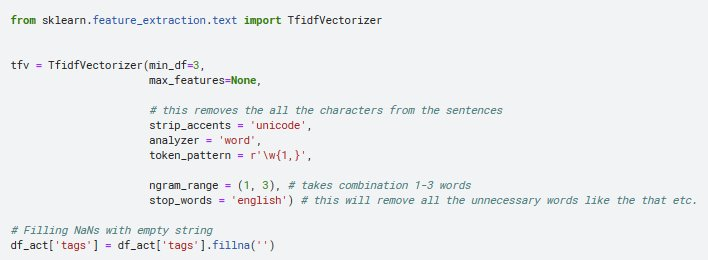 from sklearn.feature_extraction.text import TfidfVectorizer
tfv = TfidfVectorizer(min_df=3,
max_features=None,
# this removes the all the characters from the sentences
strip_accents = 'unicode',
analyzer = 'word',
token_pattern = r'\w{1,}',
ngram_range = (1, 3), # takes combination 1-3 words
stop_words = 'english') # this will remove all the unnecessary words like the that etc.
# Filling NaNs with empty string
df_act['tags'] = df_act['tags'].fillna('')